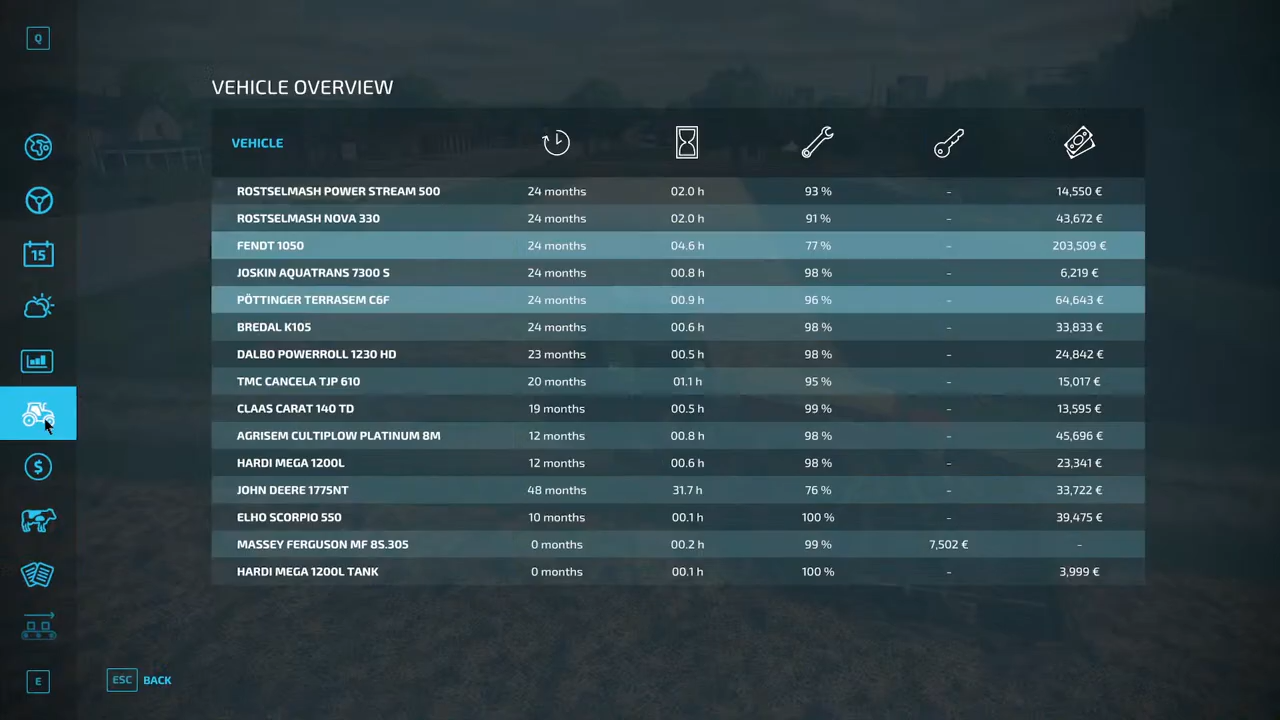 Q
VEHICLE OVERVIEW
VEHICLE
ROSTSELMASH POWER STREAM 500 24 months 02.0 h 93 % - 14,550 €
ROSTSELMASH NOVA 330 24 months 02.0 h 91 % - 43,672 €
FENDT 1050 24 months 04.6 h 77 % - 203,509 €
JOSKIN AQUATRANS 7300 S 24 months 00.8 h 98 % - 6,219 €
PÖTTINGER TERRASEM C6F 24 months 00.9 h 96 % - 64,643 €
BREDAL K105 24 months 00.6 h 98 % - 33,833 €
DALBO POWERROLL 1230 HD 23 months 00.5 h 98 % - 24,842 €
TMC CANCELA TJP 610 20 months 01.1 h 95 % - 15,017 €
CLAAS CARAT 140 TD 19 months 00.5 h 99 % - 13,595 €
AGRISEM CULTIPLOW PLATINUM 8M 12 months 00.8 h 98 % - 45,696 €
HARDI MEGA 1200L 12 months 00.6 h 98 % - 23,341 €
JOHN DEERE 1775NT 48 months 31.7 h 76 % - 33,722 €
ELHO SCORPIO 550 10 months 00.1 h 100 % - 39,475 €
MASSEY FERGUSON MF 8S.305 0 months 00.2 h 99 % 7,502 € -
HARDI MEGA 1200L TANK 0 months 00.1 h 100 % - 3,999 €
15
$
E
ESC BACK